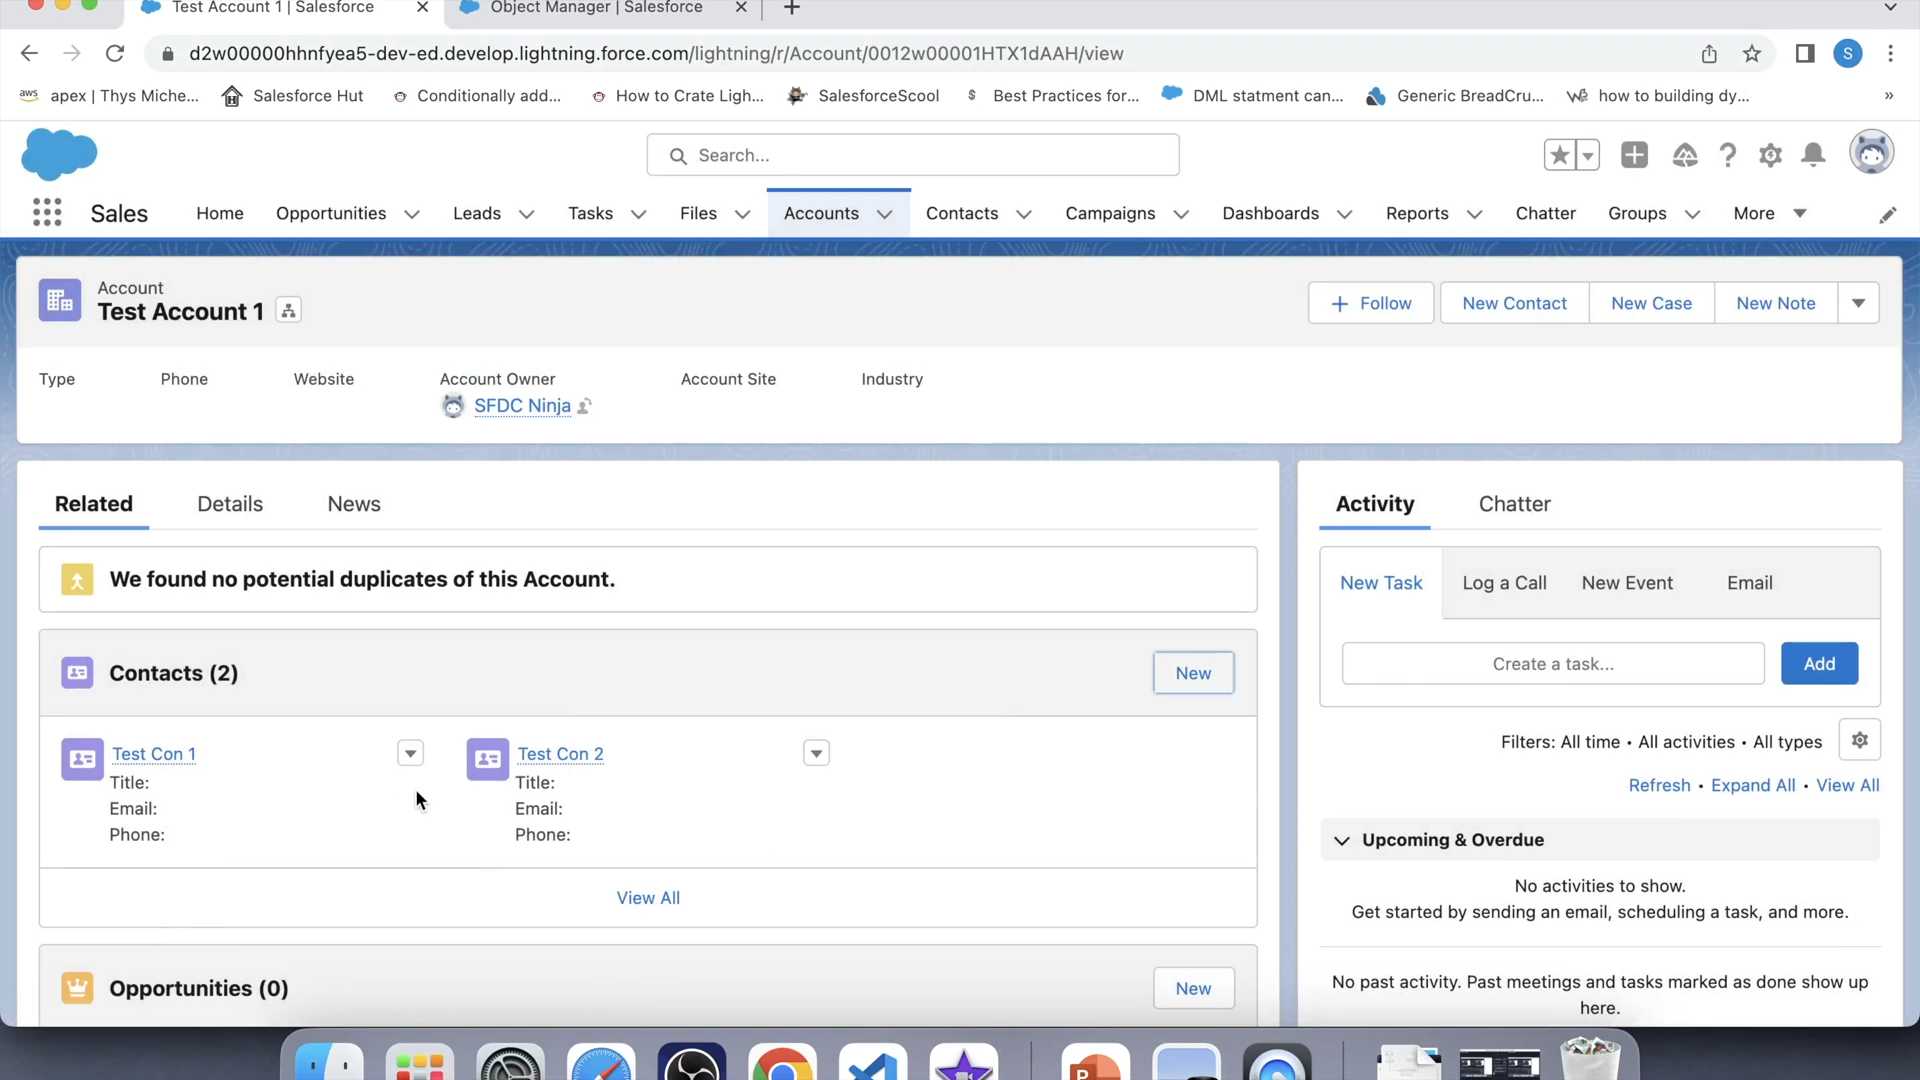 Test Account 1 | Salesforce
Object Manager | Salesforce
d2w00000hhnfyea5-dev-ed.develop.lightning.force.com/lightning/r/Account/0012w00001HTX1dAAH/view
S
aws apex | Thys Miche...
Salesforce Hut
Conditionally add...
How to Crate Ligh...
SalesforceScool
$ Best Practices for...
DML statment can...
Generic BreadCru...
how to building dy...
»
Search...
Sales
Home
Opportunities
Leads
Tasks
Files
Accounts
Contacts
Campaigns
Dashboards
Reports
Chatter
Groups
More
Account
Test Account 1
+ Follow
New Contact
New Case
New Note
Type
Phone
Website
Account Owner
Account Site
Industry
SFDC Ninja
Related
Details
News
We found no potential duplicates of this Account.
Contacts (2)
New
Test Con 1
Title:
Email:
Phone:
Test Con 2
Title:
Email:
Phone:
View All
Opportunities (0)
New
Activity
Chatter
New Task
Log a Call
New Event
Email
Create a task...
Add
Filters: All time • All activities • All types
Refresh • Expand All • View All
Upcoming & Overdue
No activities to show.
Get started by sending an email, scheduling a task, and more.
No past activity. Past meetings and tasks marked as done show up
here.
P